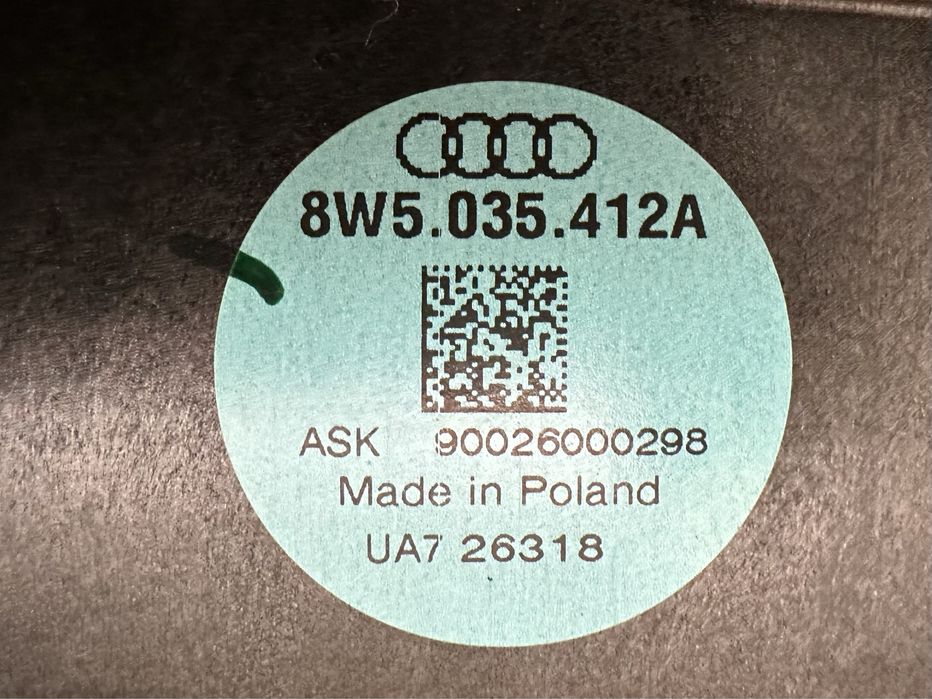 8W5.035.412A
ASK 90026000298
Made in Poland
UA7 26318